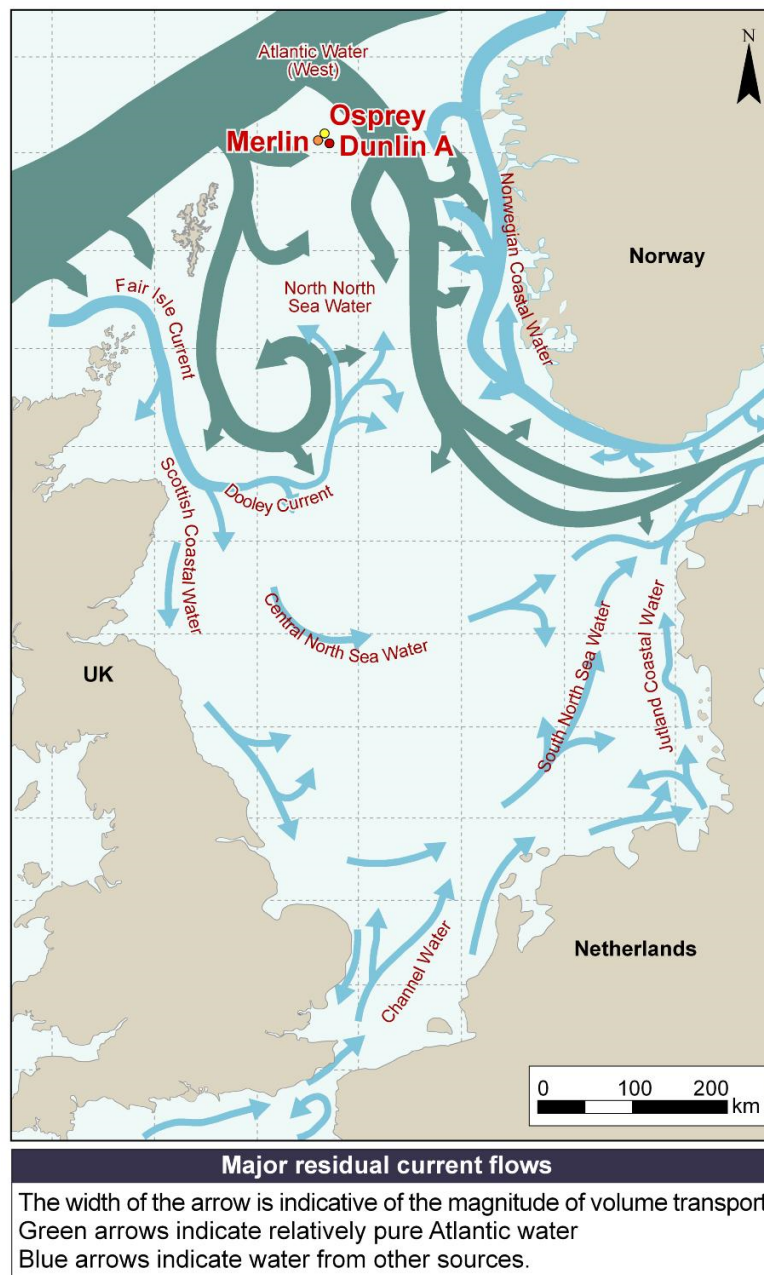 N
Atlantic Water
(West)
Osprey
Merlin
Dunlin A
Norwegian Coastal Water
Norway
Fair Isle Current
North North
Sea Water
Scottish Coastal Water
Dooley Current
Central North Sea Water
South North Sea Water
Jutland Coastal Water
UK
Channel Water
Netherlands
0 100 200
km
Major residual current flows
The width of the arrow is indicative of the magnitude of volume transport
Green arrows indicate relatively pure Atlantic water
Blue arrows indicate water from other sources.